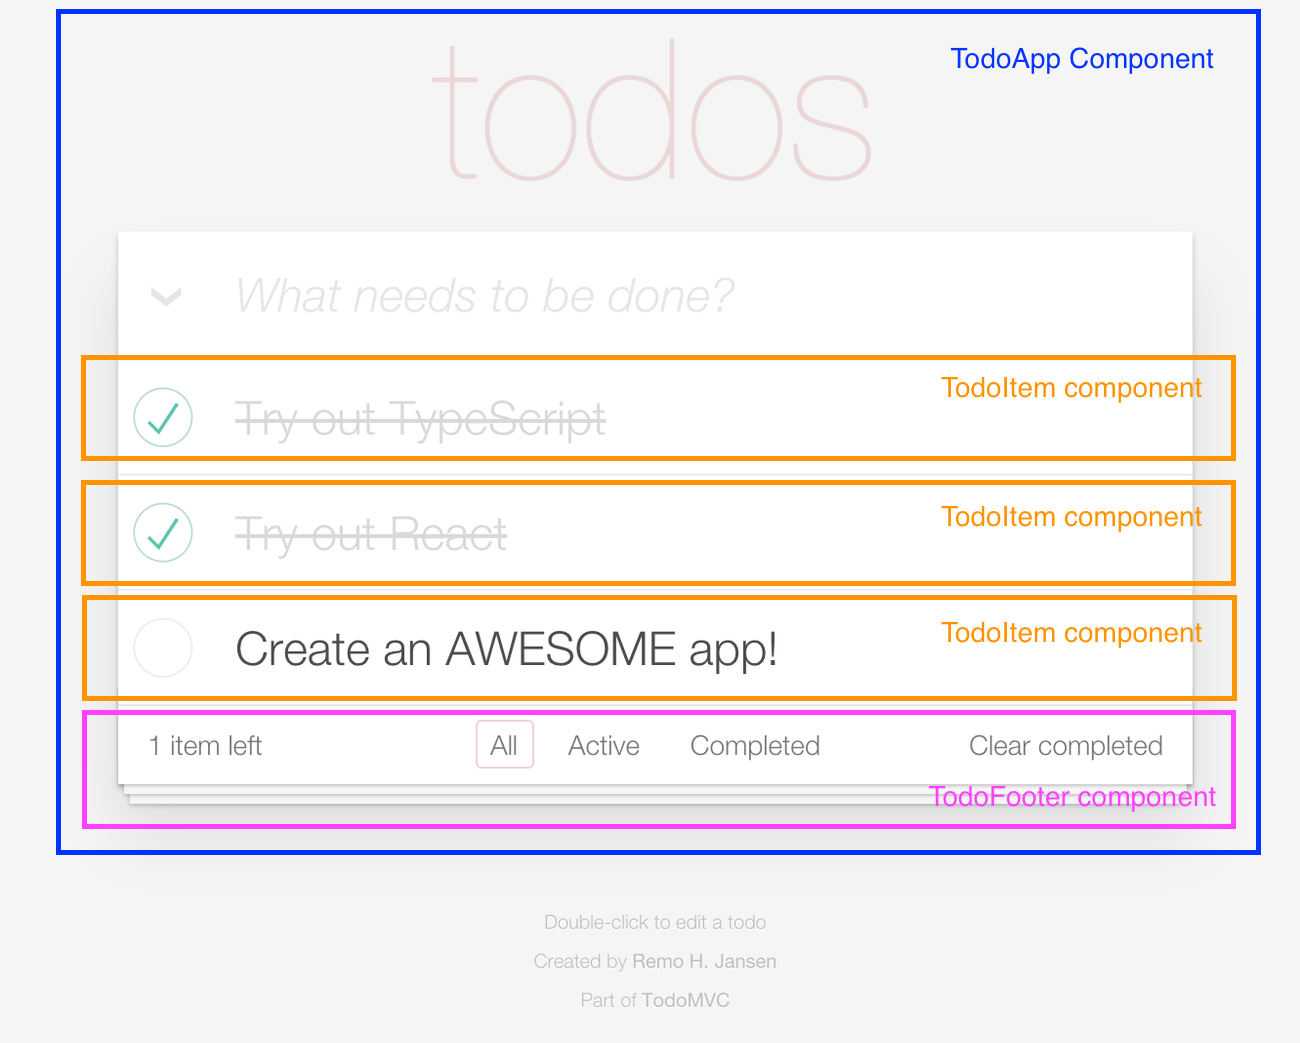 TodoApp Component
todos
What needs to be done?
TodoItem component
Try out TypeScript
TodoItem component
Try out React
TodoItem component
Create an AWESOME app!
1 item left All Active Completed Clear completed
TodoFooter component
Double-click to edit a todo
Created by Remo H. Jansen
Part of TodoMVC